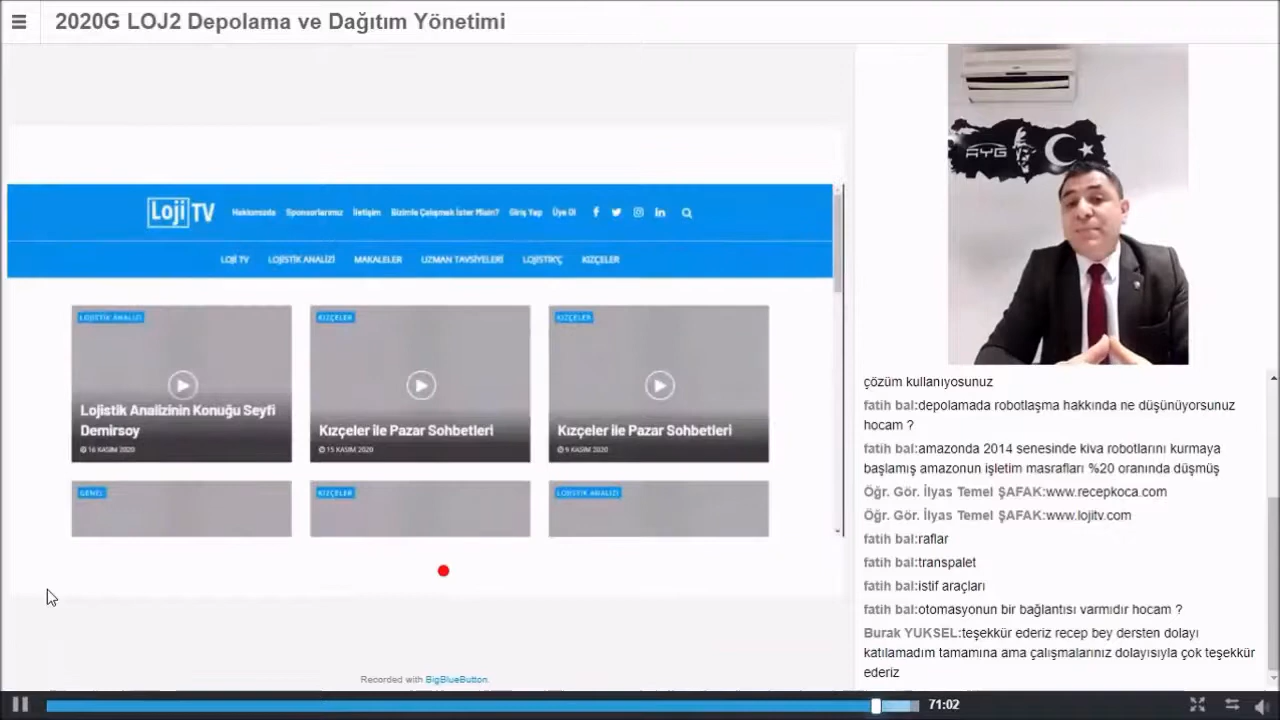 2020G LOJ2 Depolama ve Dağıtım Yönetimi
Loji TV
Hakkımızda Sponsorlarımız İletişim Bizimle Çalışmak İster Misin? Giriş Yap Üye Ol
LOJİ TV LOJİSTİK ANALİZİ MAKALELER UZMAN TAVSİYELERİ LOJİSTİK'Ç KIZÇELER
LOJİSTİK ANALİZİ
Lojistik Analizinin Konuğu Seyfi
Demirsoy
16 KASIM 2020
KIZÇELER
Kızçeler ile Pazar Sohbetleri
15 KASIM 2020
KIZÇELER
Kızçeler ile Pazar Sohbetleri
9 KASIM 2020
GENEL
KIZÇELER
LOJİSTİK ANALİZİ
Recorded with BigBlueButton.
AYG
çözüm kullanıyosunuz
fatih bal:depolamada robotlaşma hakkında ne düşünüyorsunuz
hocam ?
fatih bal:amazonda 2014 senesinde kiva robotlarını kurmaya
başlamış amazonun işletim masrafları %20 oranında düşmüş
Öğr. Gör. İlyas Temel ŞAFAK:www.recepkoca.com
Öğr. Gör. İlyas Temel ŞAFAK:www.lojitv.com
fatih bal:raflar
fatih bal:transpalet
fatih bal:istif araçları
fatih bal:otomasyonun bir bağlantısı varmıdır hocam ?
Burak YUKSEL:teşekkür ederiz recep bey dersten dolayı
katılamadım tamamına ama çalışmalarınız dolayısıyla çok teşekkür
ederiz
71:02